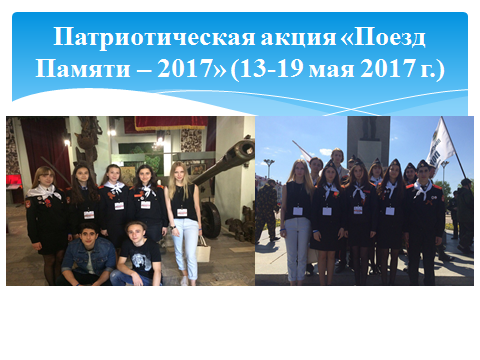 Патриотическая акция «Поезд
Памяти – 2017» (13-19 мая 2017 г.)